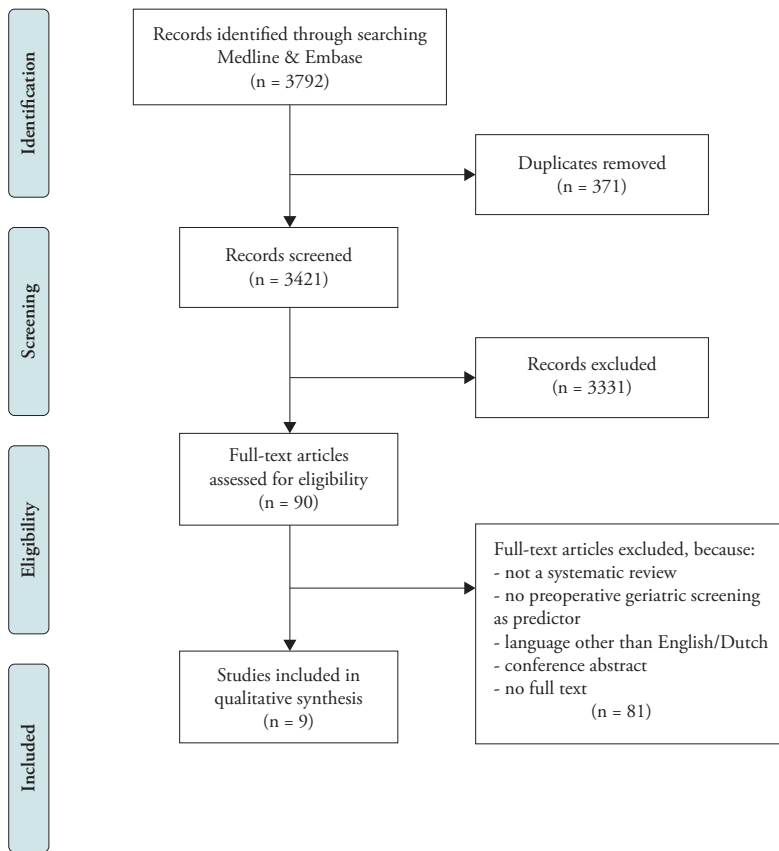 Identification
Records identified through searching
Medline & Embase
(n = 3792)
Duplicates removed
(n = 371)
Screening
Records screened
(n = 3421)
Records excluded
(n = 3331)
Eligibility
Full-text articles
assessed for eligibility
(n = 90)
Full-text articles excluded, because:
- not a systematic review
- no preoperative geriatric screening
as predictor
- language other than English/Dutch
- conference abstract
- no full text
(n = 81)
Included
Studies included in
qualitative synthesis
(n = 9)